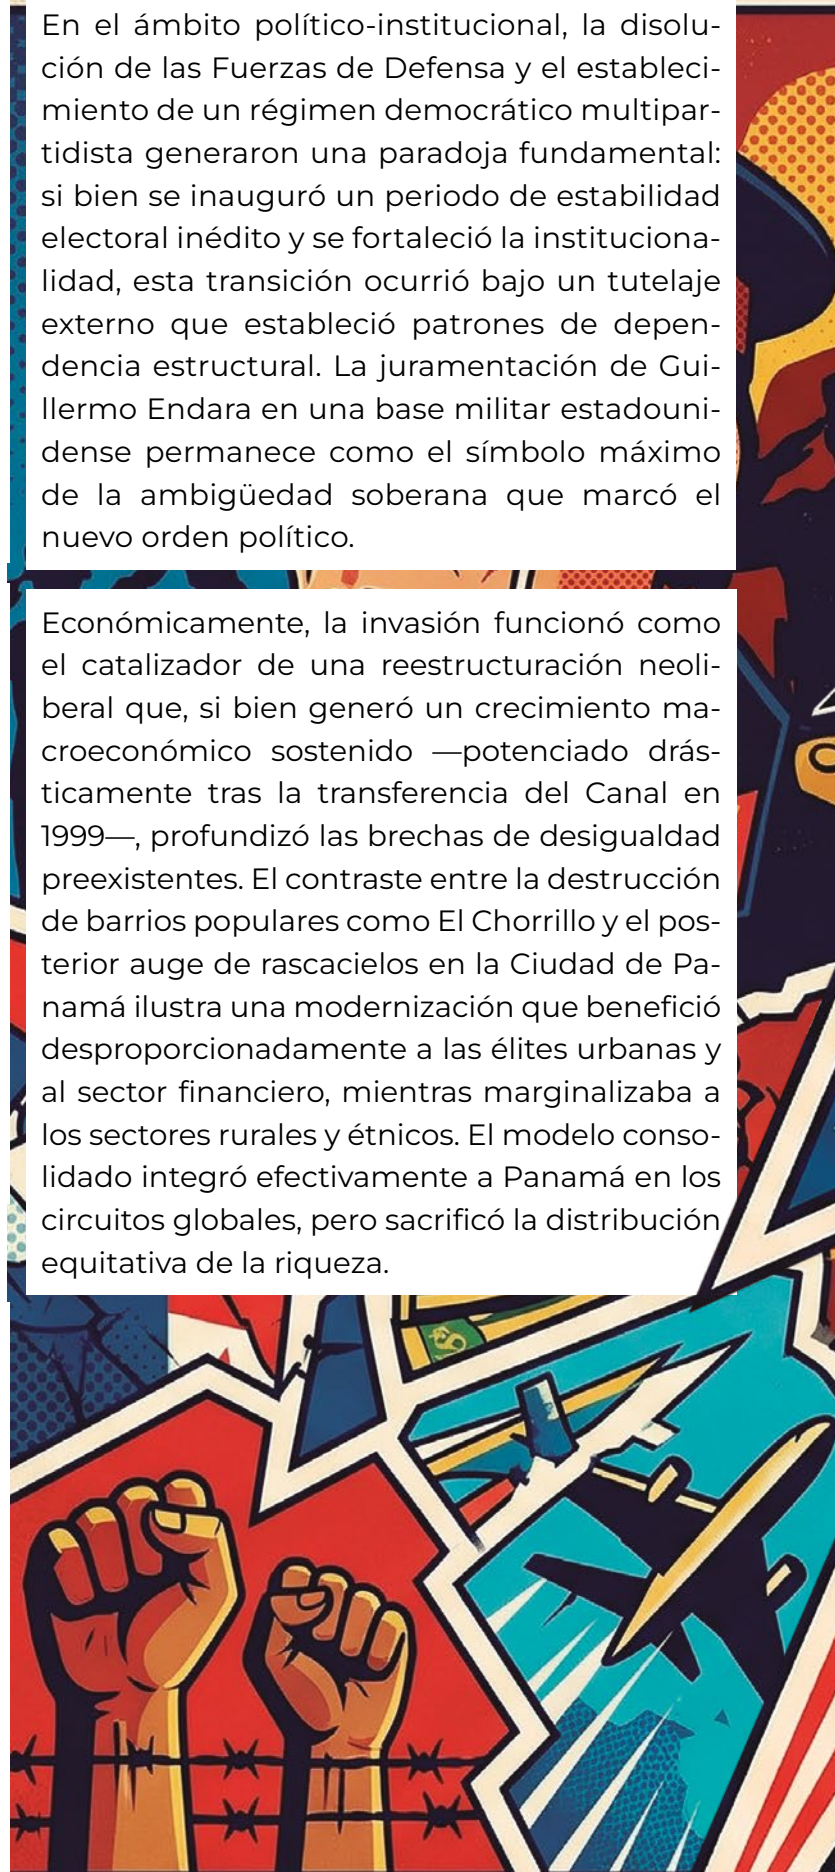 En el ámbito político-institucional, la disolu-
ción de las Fuerzas de Defensa y el estableci-
miento de un régimen democrático multipar-
tidista generaron una paradoja fundamental:
si bien se inauguró un periodo de estabilidad
electoral inédito y se fortaleció la instituciona-
lidad, esta transición ocurrió bajo un tutelaje
externo que estableció patrones de depen-
dencia estructural. La juramentación de Gui-
llermo Endara en una base militar estadouni-
dense permanece como el símbolo máximo
de la ambigüedad soberana que marcó el
nuevo orden político.
Económicamente, la invasión funcionó como
el catalizador de una reestructuración neoli-
beral que, si bien generó un crecimiento ma-
croeconómico sostenido —potenciado drás-
ticamente tras la transferencia del Canal en
1999—, profundizó las brechas de desigualdad
preexistentes. El contraste entre la destrucción
de barrios populares como El Chorrillo y el pos-
terior auge de rascacielos en la Ciudad de Pa-
namá ilustra una modernización que benefició
desproporcionadamente a las élites urbanas y
al sector financiero, mientras marginalizaba a
los sectores rurales y étnicos. El modelo conso-
lidado integró efectivamente a Panamá en los
circuitos globales, pero sacrificó la distribución
equitativa de la riqueza.